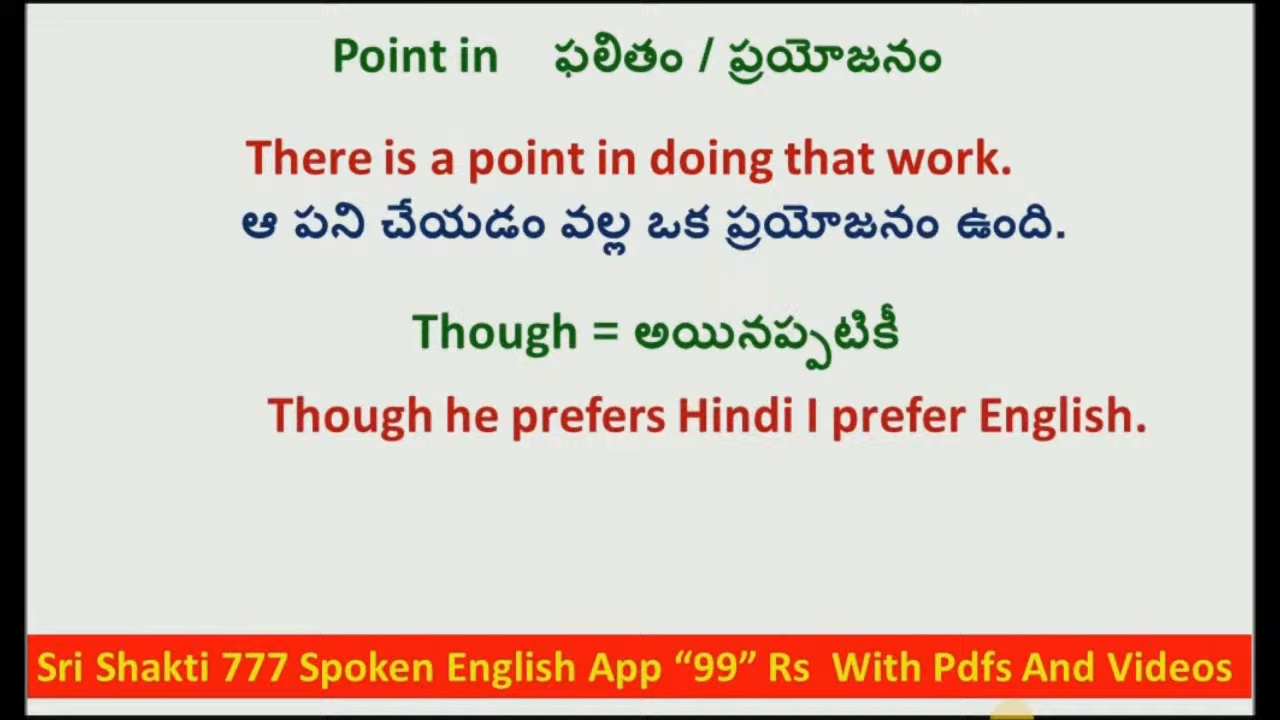 Point in ఫలితం / ప్రయోజనం
There is a point in doing that work.
ఆ పని చేయడం వల్ల ఒక ప్రయోజనం ఉంది.
Though = అయినప్పటికీ
Though he prefers Hindi I prefer English.
Sri Shakti 777 Spoken English App “99” Rs With Pdfs And Videos